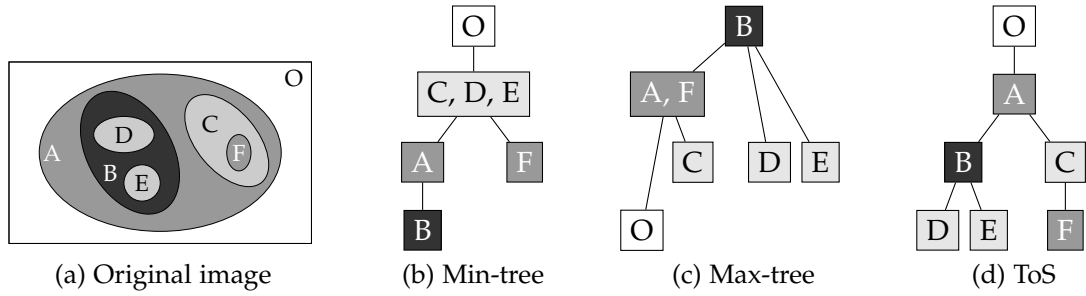 O
A
D
B
E
C
F
(a) Original image
O
C, D, E
A
F
B
(b) Min-tree
B
A, F
C
D
E
O
(c) Max-tree
O
A
B
C
D
E
F
(d) ToS